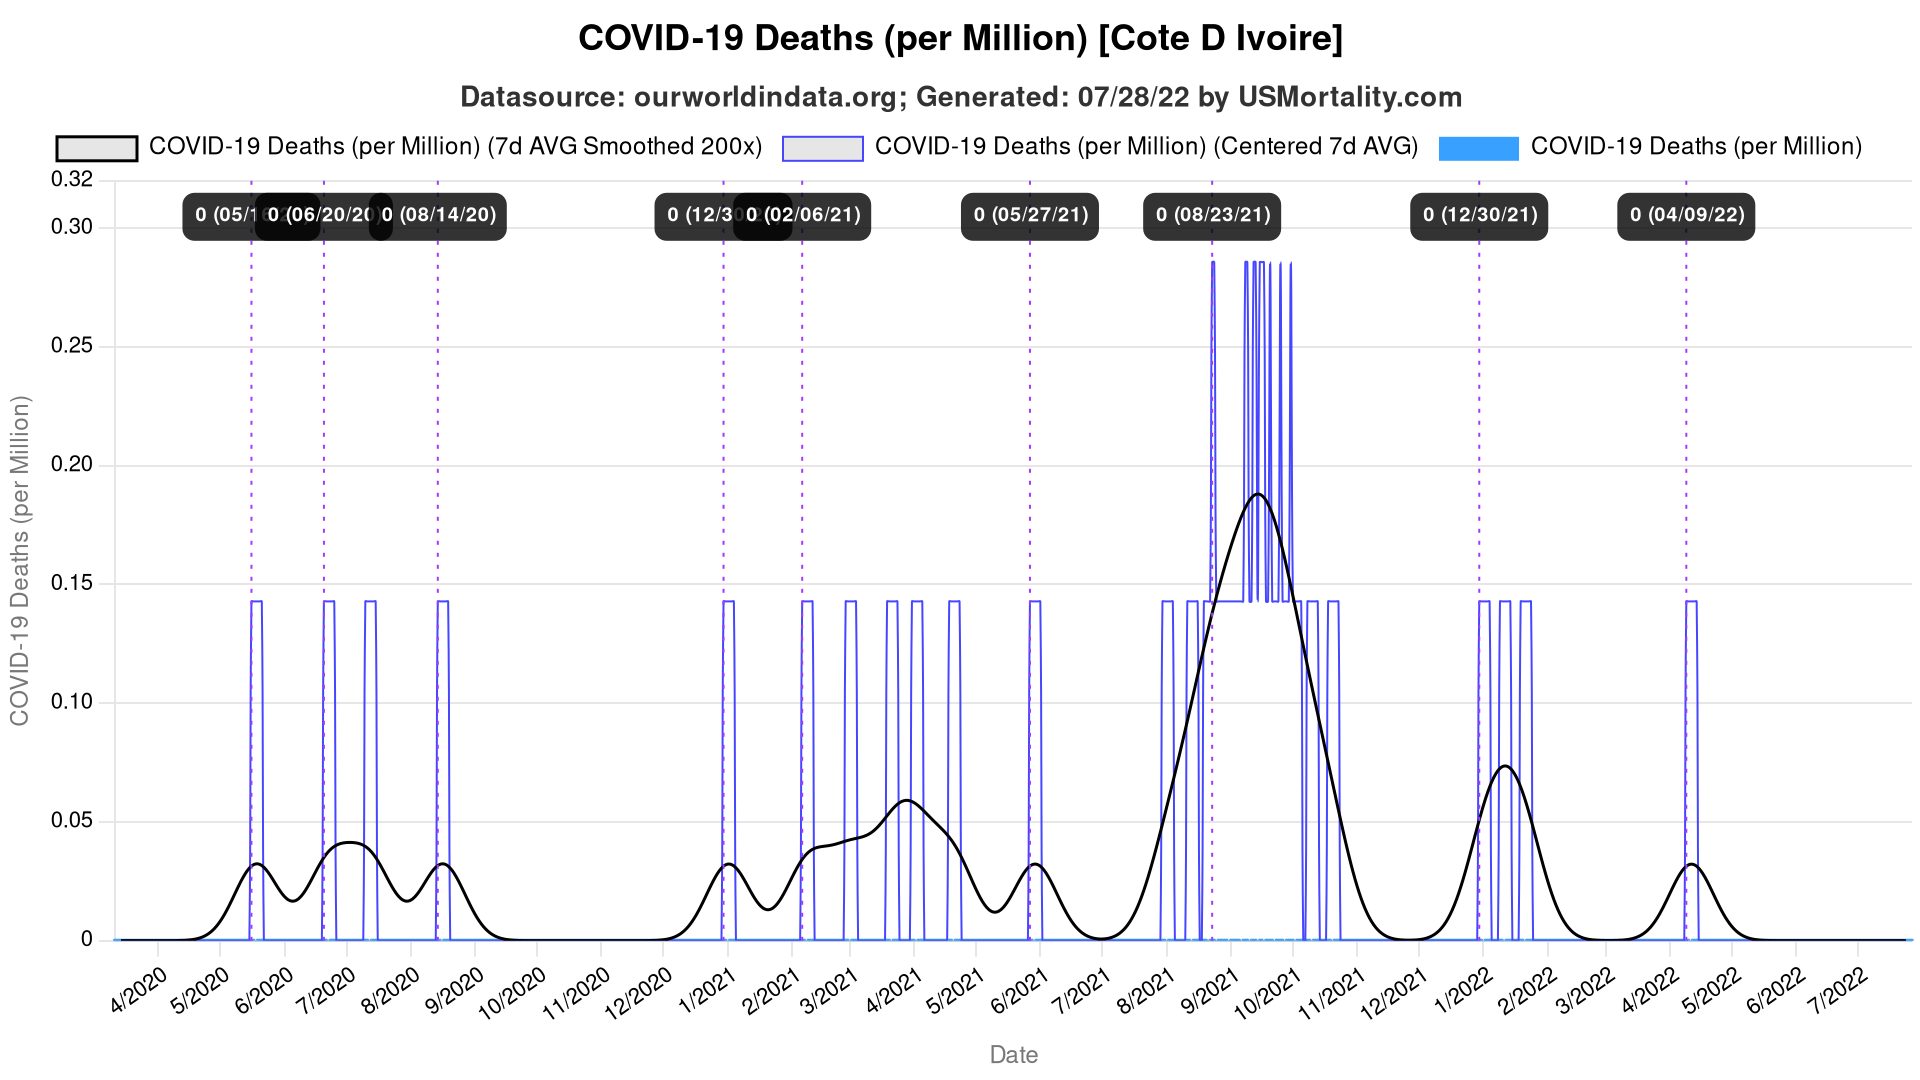 COVID-19 Deaths (per Million) [Cote D Ivoire]
Datasource: ourworldindata.org; Generated: 07/28/22 by USMortality.com
COVID-19 Deaths (per Million) (7d AVG Smoothed 200x) COVID-19 Deaths (per Million) (Centered 7d AVG) COVID-19 Deaths (per Million)
0 (06/20/20) 0 (08/14/20) 0 (02/06/21) 0 (05/27/21) 0 (08/23/21) 0 (12/30/21) 0 (04/09/22)
0.32
0.30
0.25
0.20
0.15
0.10
0.05
0
COVID-19 Deaths (per Million)
4/2020 5/2020 6/2020 7/2020 8/2020 9/2020 10/2020 11/2020 12/2020 1/2021 2/2021 3/2021 4/2021 5/2021 6/2021 7/2021 8/2021 9/2021 10/2021 11/2021 12/2021 1/2022 2/2022 3/2022 4/2022 5/2022 6/2022 7/2022
Date